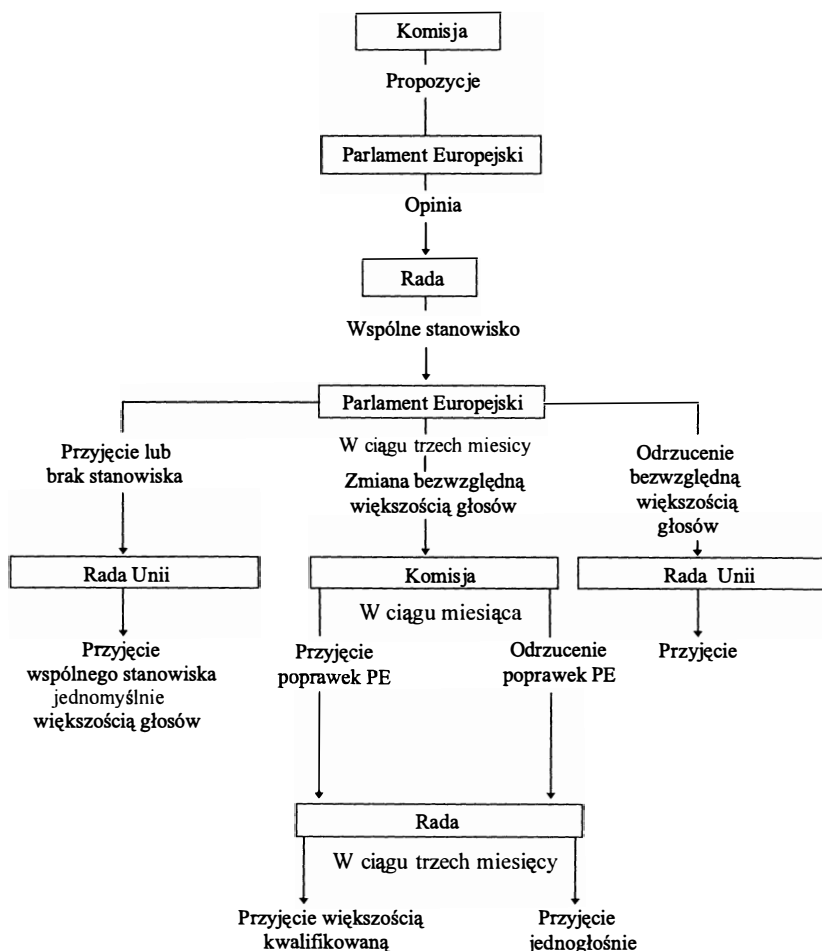 Komisja
Propozycje
Parlament Europejski
Opinia
Rada
Wspólne stanowisko
Parlament Europejski
Przyjęcie lub
brak stanowiska
W ciągu trzech miesicy
Zmiana bezwzględną
większością głosów
Odrzucenie
bezwzględną
większością
głosów
Rada Unii
Komisja
Rada Unii
W ciągu miesiąca
Przyjęcie
wspólnego stanowiska
jednomyślnie
większością głosów
Przyjęcie
poprawek PE
Odrzucenie
poprawek PE
Przyjęcie
Rada
W ciągu trzech miesięcy
Przyjęcie większością
kwalifikowaną
Przyjęcie
jednogłośnie